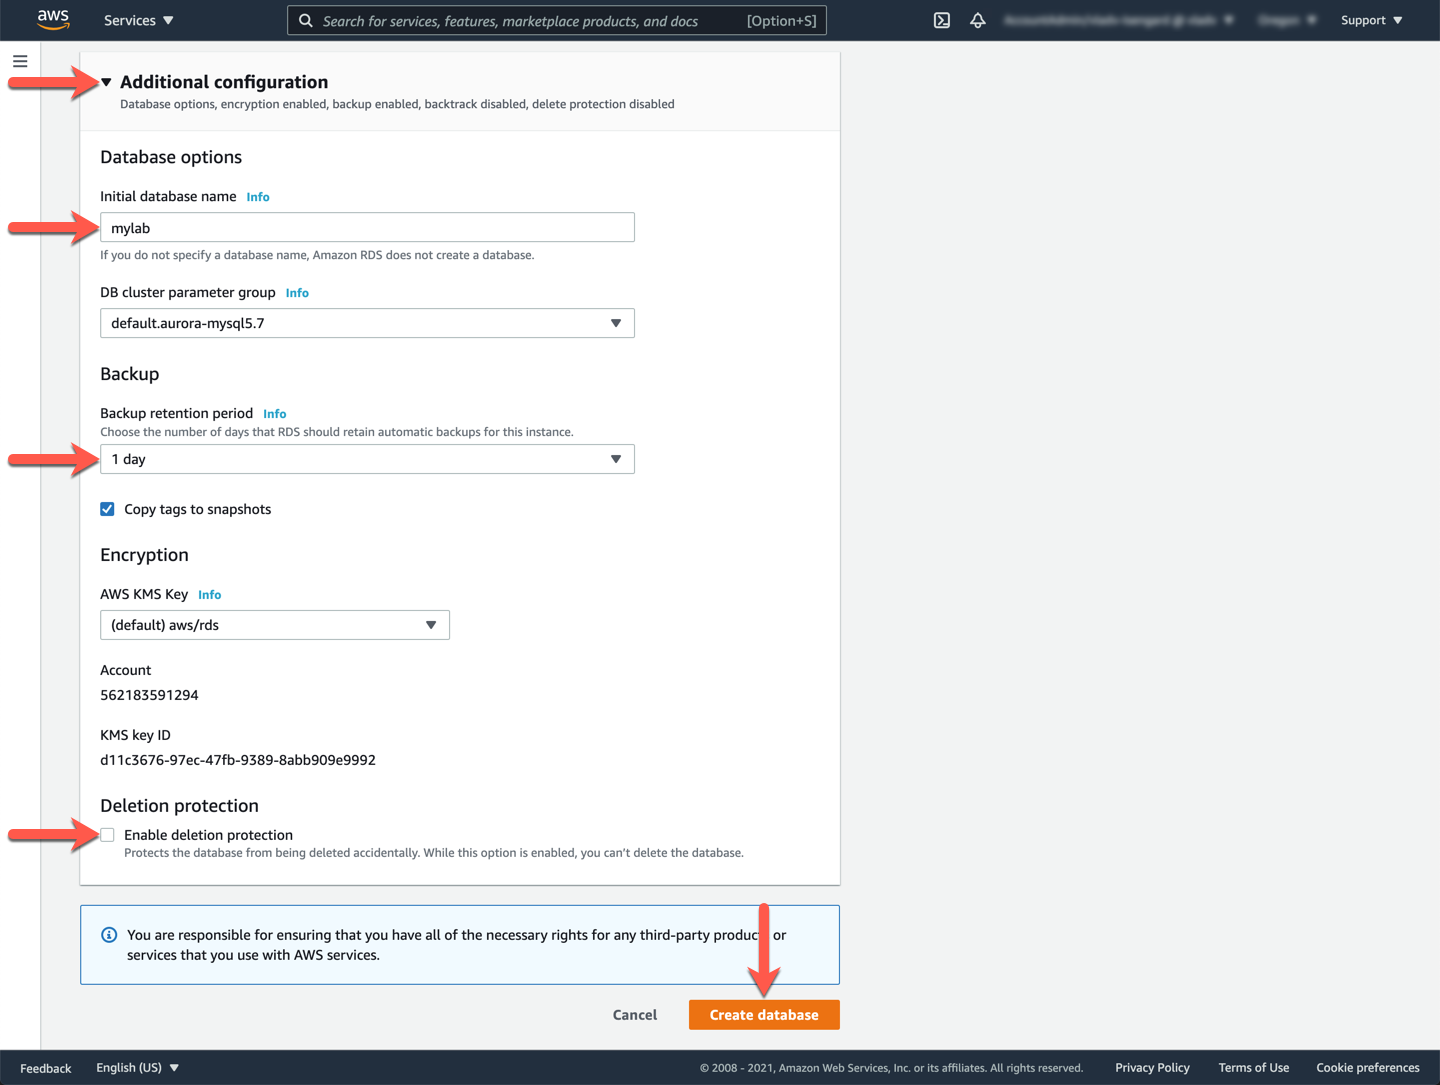 aws
Services
Search for services, features, marketplace products, and docs
[Option+S]
Support
Additional configuration
Database options, encryption enabled, backup enabled, backtrack disabled, delete protection disabled
Database options
Initial database name Info
mylab
If you do not specify a database name, Amazon RDS does not create a database.
DB cluster parameter group Info
default.aurora-mysql5.7
Backup
Backup retention period Info
Choose the number of days that RDS should retain automatic backups for this instance.
1 day
Copy tags to snapshots
Encryption
AWS KMS Key Info
(default) aws/rds
Account
562183591294
KMS key ID
d11c3676-97ec-47fb-9389-8abb909e9992
Deletion protection
Enable deletion protection
Protects the database from being deleted accidentally. While this option is enabled, you can't delete the database.
You are responsible for ensuring that you have all of the necessary rights for any third-party product or
services that you use with AWS services.
Cancel
Create database
Feedback
English (US)
© 2008 - 2021, Amazon Web Services, Inc. or its affiliates. All rights reserved.
Privacy Policy
Terms of Use
Cookie preferences